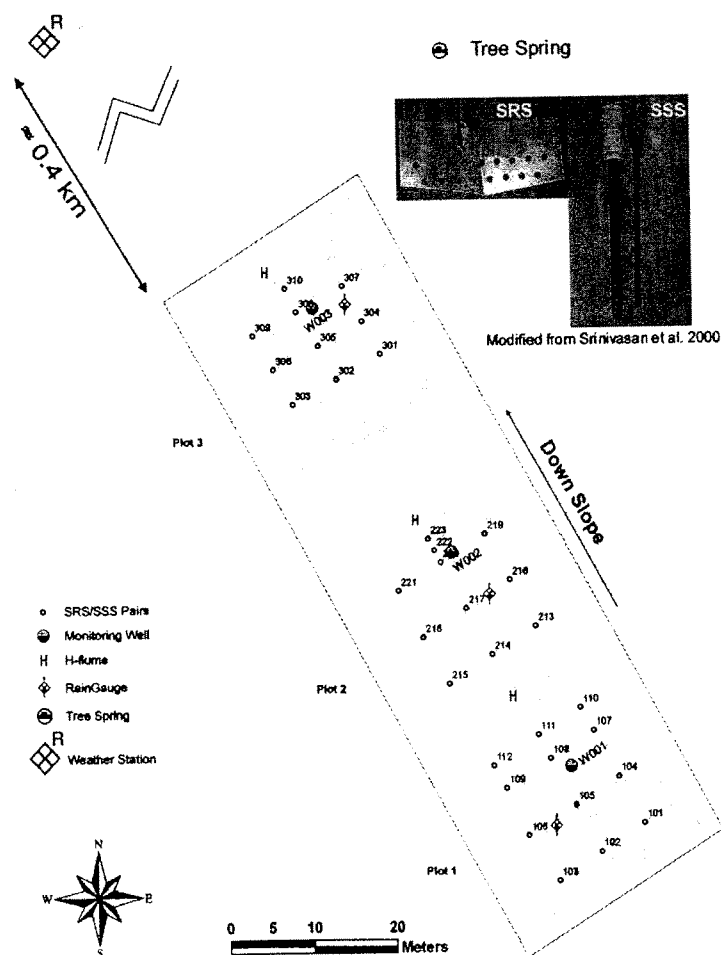 R
Tree Spring
≈ 0.4 km
SRS
SSS
Modified from Srinivasan et al. 2000
H
310
307
304
W003
309
305
301
306
302
303
Plot 3
Down Slope
H
223
219
222
W002
221
216
217
213
218
214
215
Plot 2
H
110
111
107
108
W001
112
104
109
105
101
106
102
103
Plot 1
SRS/SSS Pairs
Monitoring Well
H H-flume
RainGauge
Tree Spring
R
Weather Station
N
W E
S
0 10 20
Meters